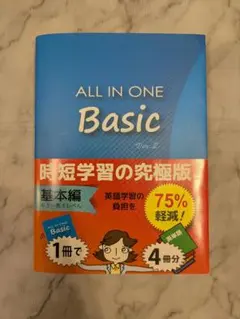 ALL IN ONE
Basic
時短学習の究極版
基本編
英語学習の
負担を
75%
軽減!
Basic
1冊で
4冊分